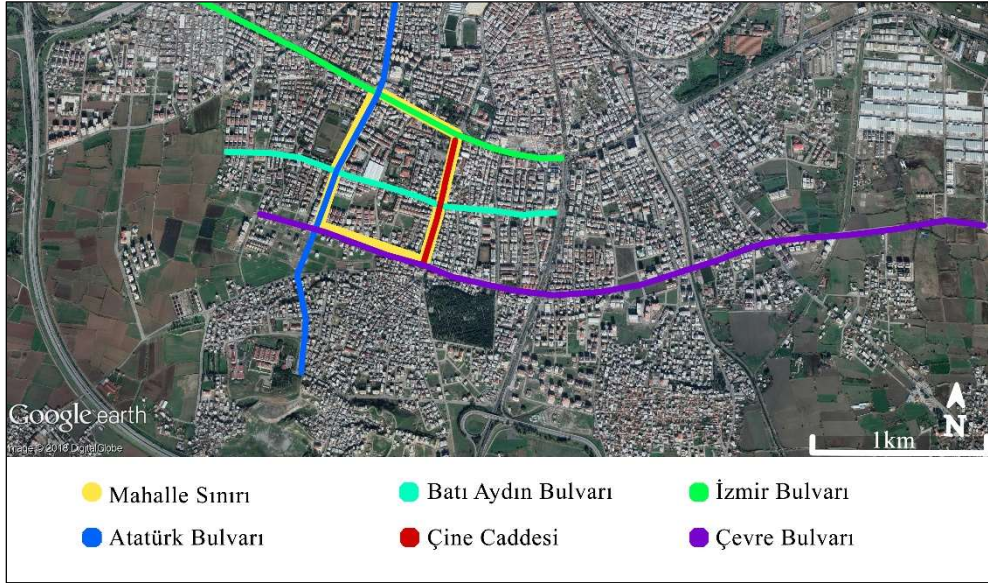 Google earth
Image © 2018 DigitalGlobe
N
1km
Mahalle Sınırı
Batı Aydın Bulvarı
İzmir Bulvarı
Atatürk Bulvarı
Çine Caddesi
Çevre Bulvarı